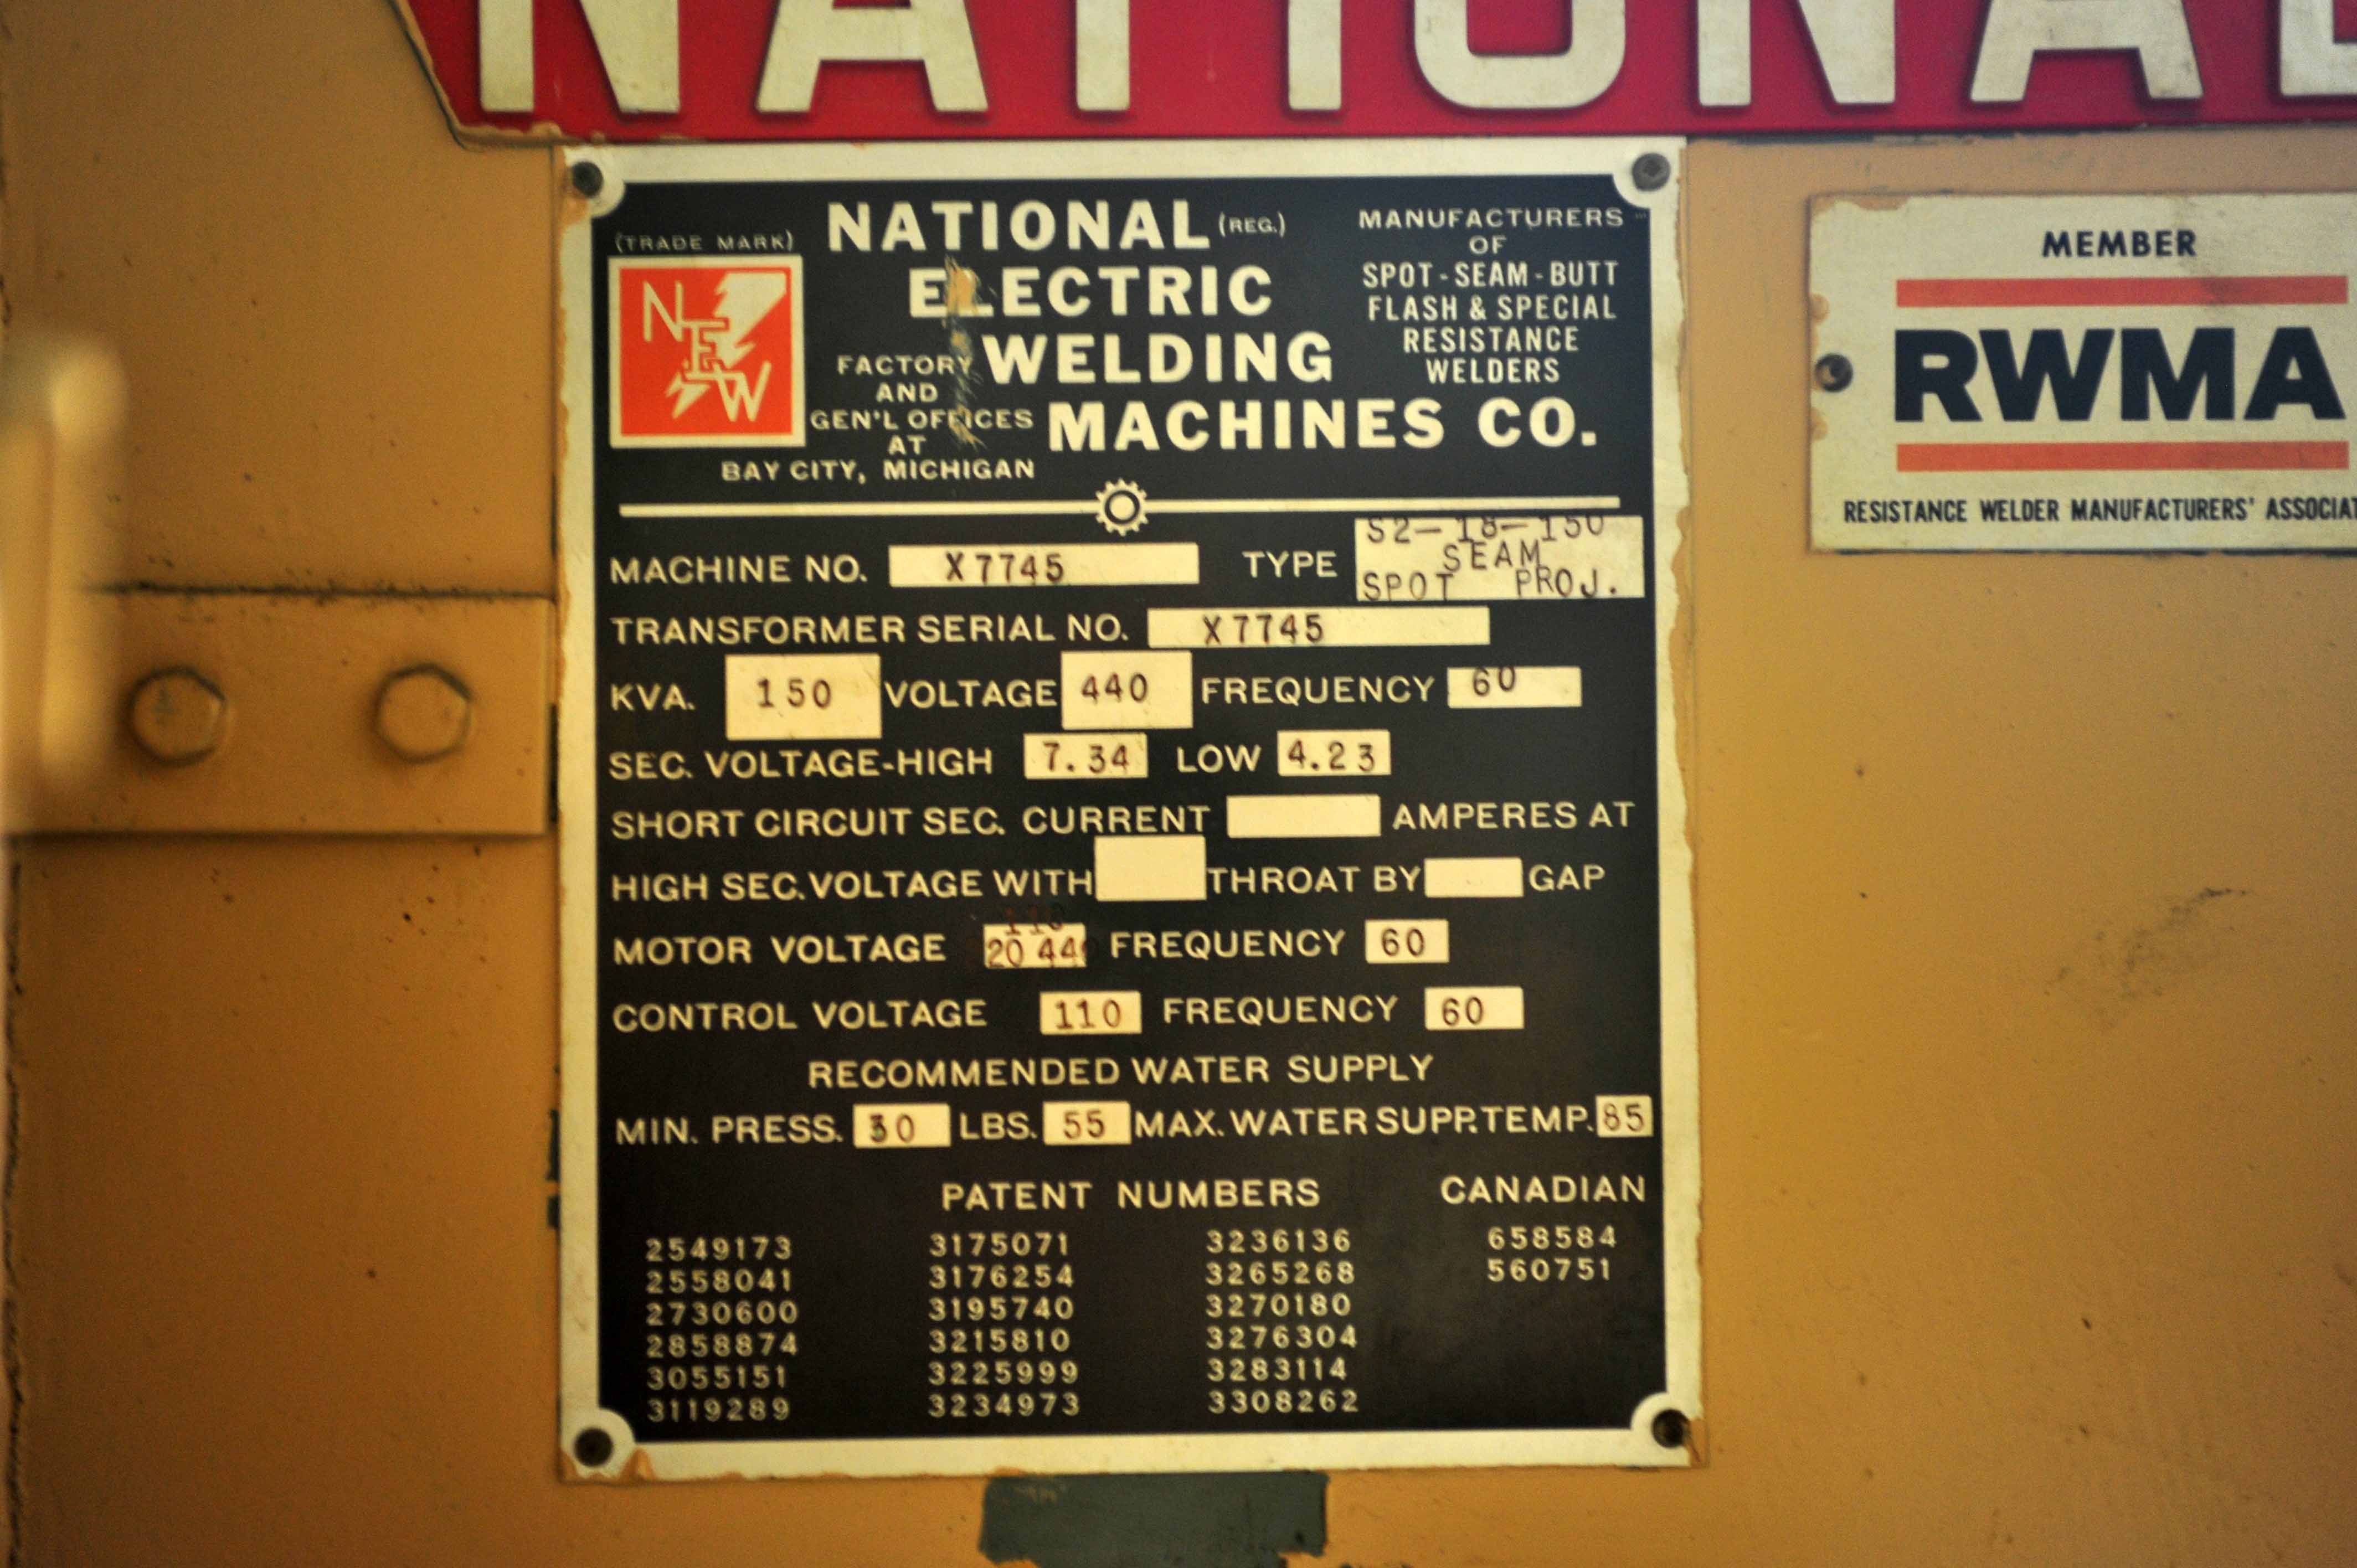 NATIONAL
(TRADE MARK)
NEW
NATIONAL (REG.)
ELECTRIC
WELDING
MACHINES CO.
FACTORY
AND
GEN'L OFFICES
AT
BAY CITY, MICHIGAN
MANUFACTURERS
OF
SPOT - SEAM - BUTT
FLASH & SPECIAL
RESISTANCE
WELDERS
MACHINE NO. X7745 TYPE S2-18-150
SEAM
SPOT PROJ.
TRANSFORMER SERIAL NO. X7745
KVA. 150 VOLTAGE 440 FREQUENCY 60
SEC. VOLTAGE-HIGH 7.34 LOW 4.23
SHORT CIRCUIT SEC. CURRENT AMPERES AT
HIGH SEC. VOLTAGE WITH THROAT BY GAP
110
MOTOR VOLTAGE 20 440 FREQUENCY 60
CONTROL VOLTAGE 110 FREQUENCY 60
RECOMMENDED WATER SUPPLY
MIN. PRESS. 30 LBS. 55 MAX. WATER SUPP. TEMP. 85
PATENT NUMBERS CANADIAN
2549173 3175071 3236136 658584
2558041 3176254 3265268 560751
2730600 3195740 3270180
2858874 3215810 3276304
3055151 3225999 3283114
3119289 3234973 3308262
MEMBER
RWMA
RESISTANCE WELDER MANUFACTURERS' ASSOCIAT